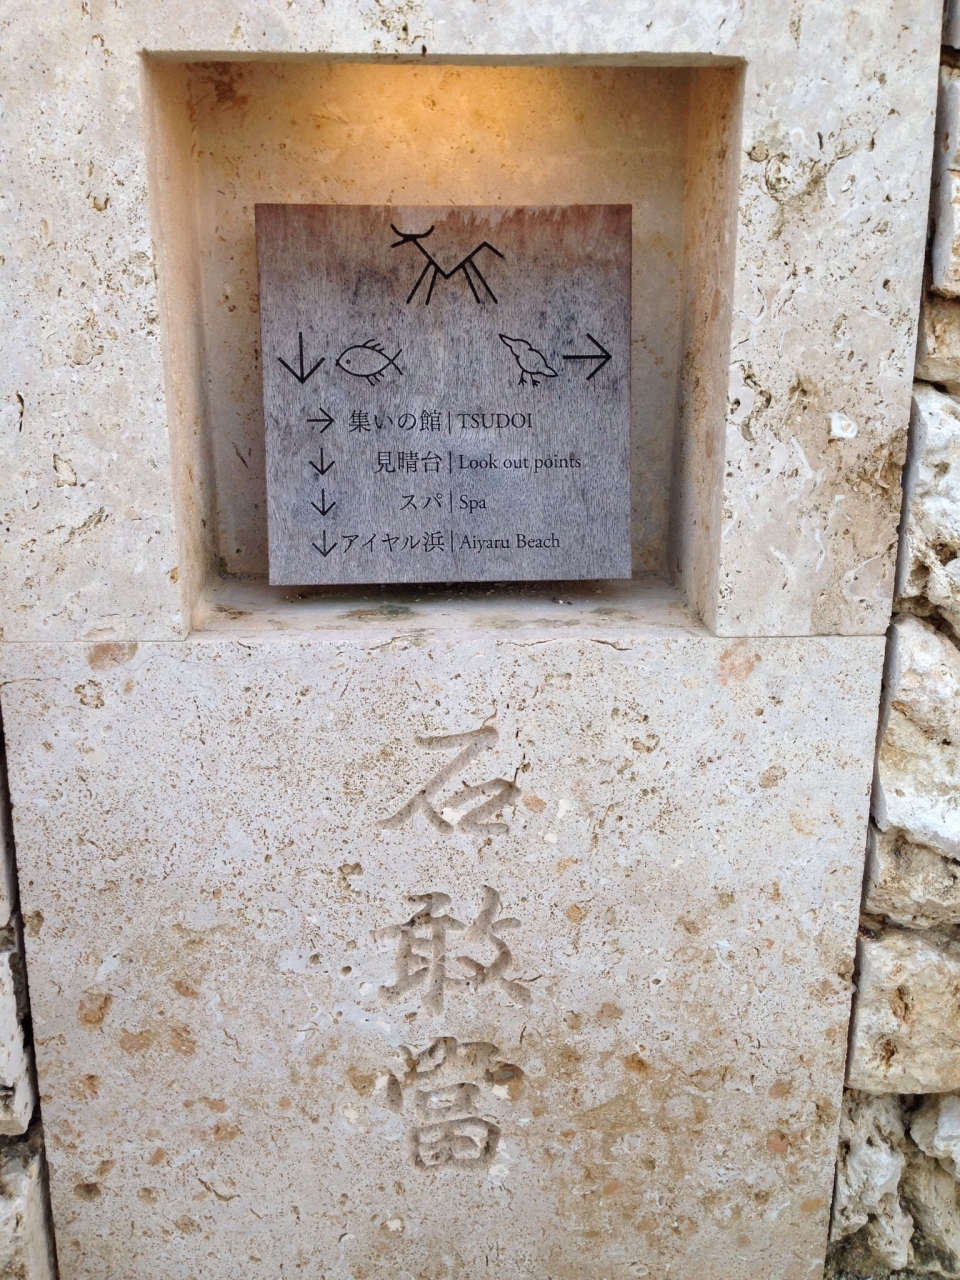 ↓ →
→ 集いの館|TSUDOI
↓ 見晴台|Look out points
↓ スパ|Spa
↓ アイヤル浜|Aiyaru Beach
石
敢
當